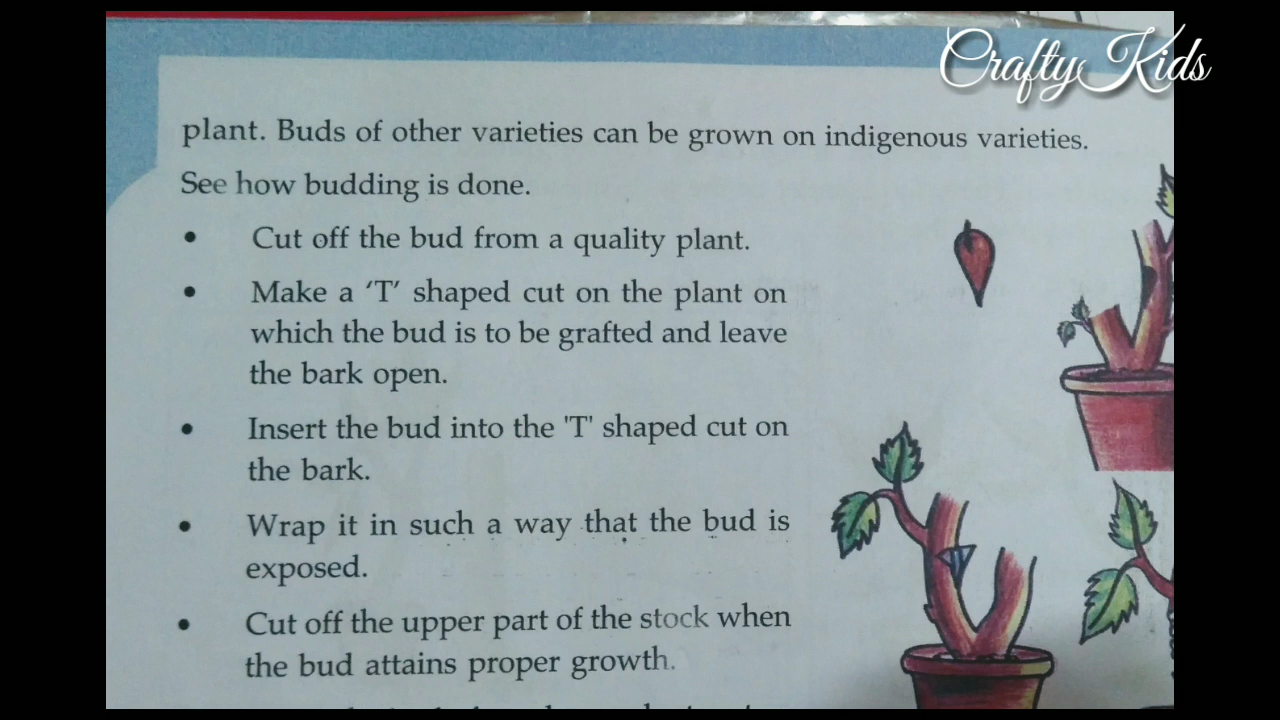 Crafty Kids
plant. Buds of other varieties can be grown on indigenous varieties.
See how budding is done.
• Cut off the bud from a quality plant.
• Make a ‘T’ shaped cut on the plant on
which the bud is to be grafted and leave
the bark open.
• Insert the bud into the 'T' shaped cut on
the bark.
• Wrap it in such a way that the bud is
exposed.
• Cut off the upper part of the stock when
the bud attains proper growth.